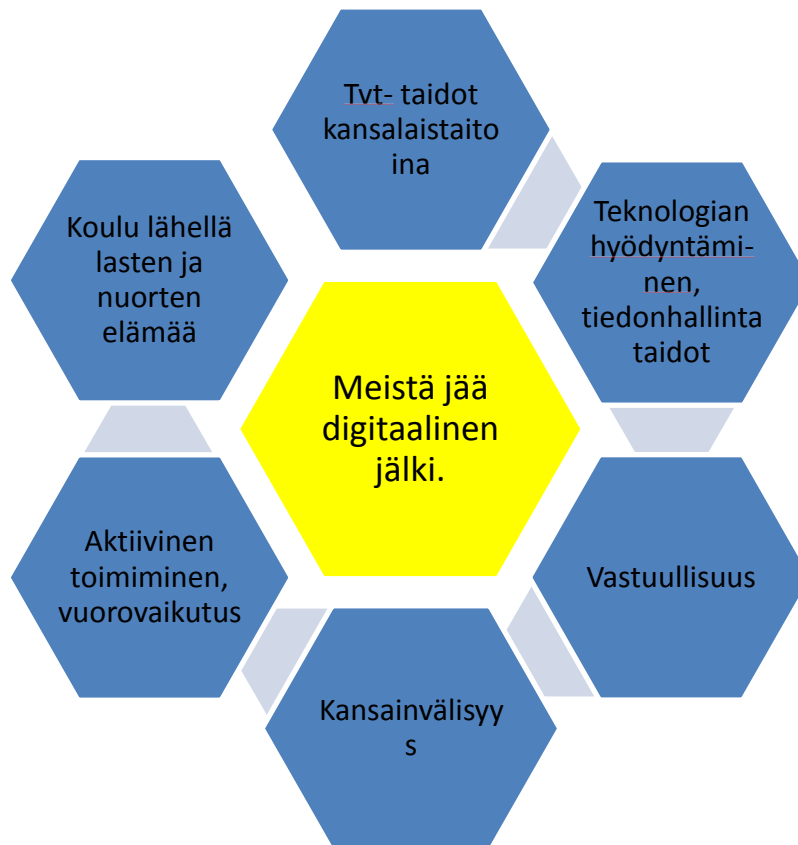 Tvt- taidot
kansalaistaito
ina
Teknologian
hyödyntämi-
nen,
tiedonhallinta
taidot
Koulu lähellä
lasten ja
nuorten
elämää
Meistä jää
digitaalinen
jälki.
Aktiivinen
toimiminen,
vuorovaikutus
Vastuullisuus
Kansainvälisyy
s